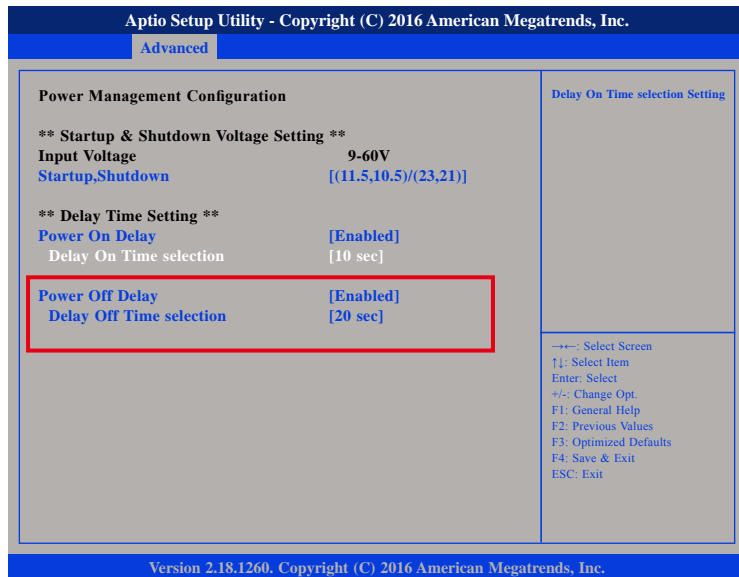 Aptio Setup Utility - Copyright (C) 2016 American Megatrends, Inc.
Advanced
Power Management Configuration
** Startup & Shutdown Voltage Setting **
Input Voltage 9-60V
Startup,Shutdown [(11.5,10.5)/(23,21)]
** Delay Time Setting **
Power On Delay [Enabled]
Delay On Time selection [10 sec]
Power Off Delay [Enabled]
Delay Off Time selection [20 sec]
Delay On Time selection Setting
→←: Select Screen
↑↓: Select Item
Enter: Select
+/-: Change Opt.
F1: General Help
F2: Previous Values
F3: Optimized Defaults
F4: Save & Exit
ESC: Exit
Version 2.18.1260. Copyright (C) 2016 American Megatrends, Inc.